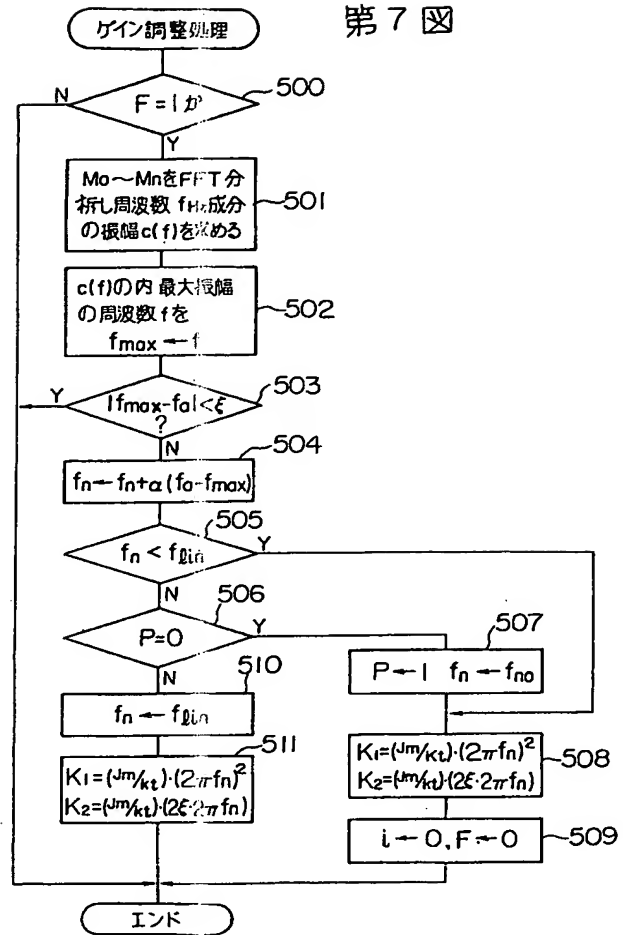 第7図
ゲイン調整処理
N
F=1か
500
Y
Mo~MnをFFT分
析し周波数 fHz成分
の振幅c(f)を求める
501
c(f)の内最大振幅
の周波数fを
fmax←f
502
Y
|fmax-fa|<ξ
?
503
N
504
fn←fn+α(fa-fmax)
505
fn<flin
Y
N
506
P=0
Y
507
P←1 fn←fno
N
510
fn←flin
511
K1=(Jm/kt)・(2πfn)²
K2=(Jm/kt)・(2ξ・2πfn)
K1=(Jm/kt)・(2πfn)²
K2=(Jm/kt)・(2ξ・2πfn)
508
i←0,F←0
509
エンド